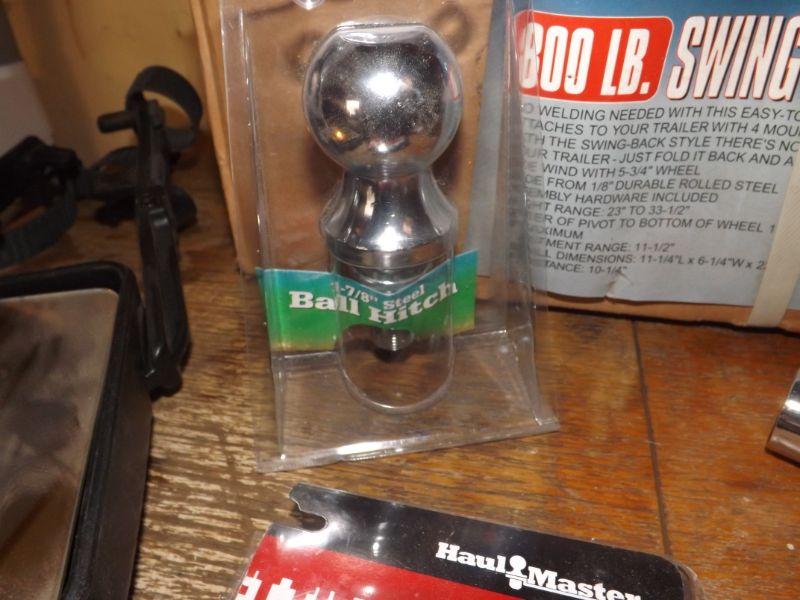 800 LB. SWING
WELDING NEEDED WITH THIS EASY-TO
TTACHES TO YOUR TRAILER WITH 4 MOU
TH THE SWING-BACK STYLE THERE'S NO
UR TRAILER - JUST FOLD IT BACK AND A
E WIND WITH 5-3/4" WHEEL
DE FROM 1/8" DURABLE ROLLED STEEL
EMBLY HARDWARE INCLUDED
HT RANGE: 23" TO 33-1/2"
ER OF PIVOT TO BOTTOM OF WHEEL 1
XIMUM
TMENT RANGE: 11-1/2"
LL DIMENSIONS: 11-1/4"L x 6-1/4"W x 2
TANCE: 10-1/4"
1-7/8" Steel
Ball Hitch
Haul Master